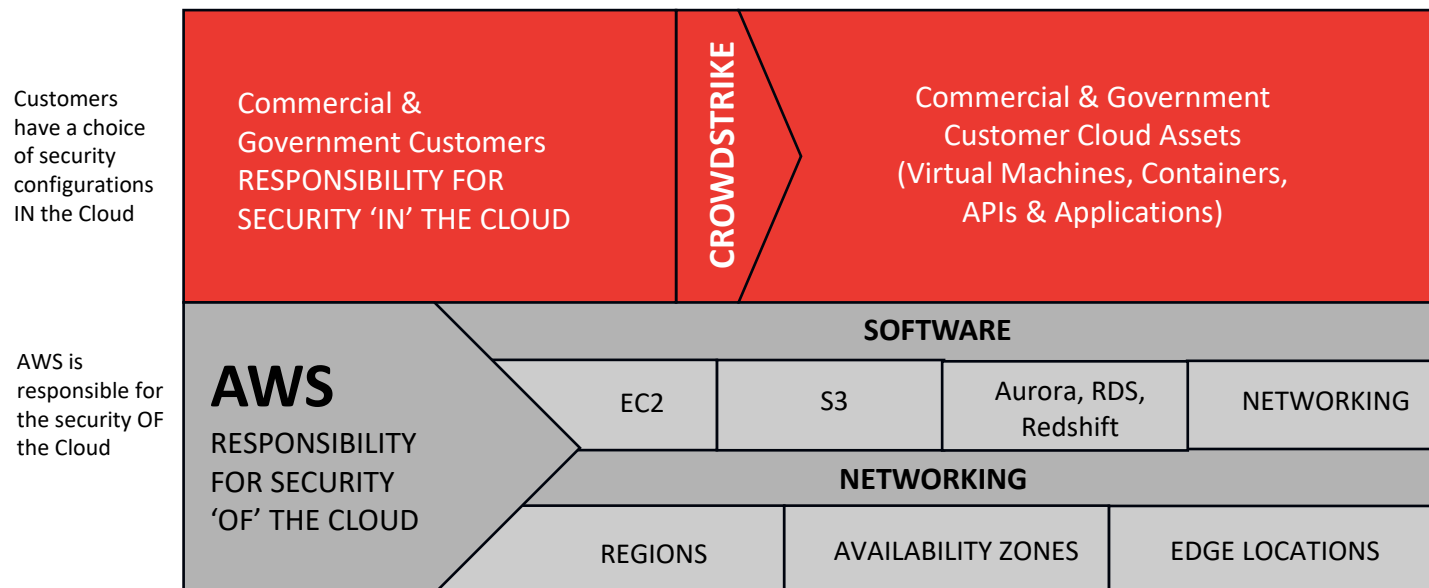 Customers
have a choice
of security
configurations
IN the Cloud
Commercial &
Government Customers
RESPONSIBILITY FOR
SECURITY ‘IN’ THE CLOUD
CROWDSTRIKE
Commercial & Government
Customer Cloud Assets
(Virtual Machines, Containers,
APIs & Applications)
AWS is
responsible for
the security OF
the Cloud
AWS
RESPONSIBILITY
FOR SECURITY
‘OF’ THE CLOUD
SOFTWARE
EC2
S3
Aurora, RDS,
Redshift
NETWORKING
NETWORKING
REGIONS
AVAILABILITY ZONES
EDGE LOCATIONS